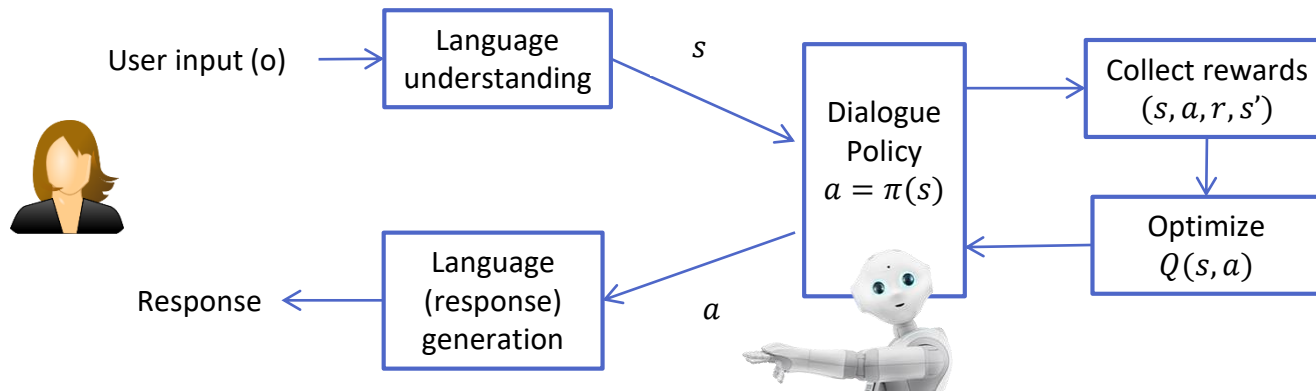 User input (o)
Language
understanding
s
Dialogue
Policy
a = π(s)
Collect rewards
(s, a, r, s’)
Optimize
Q(s, a)
a
Language
(response)
generation
Response